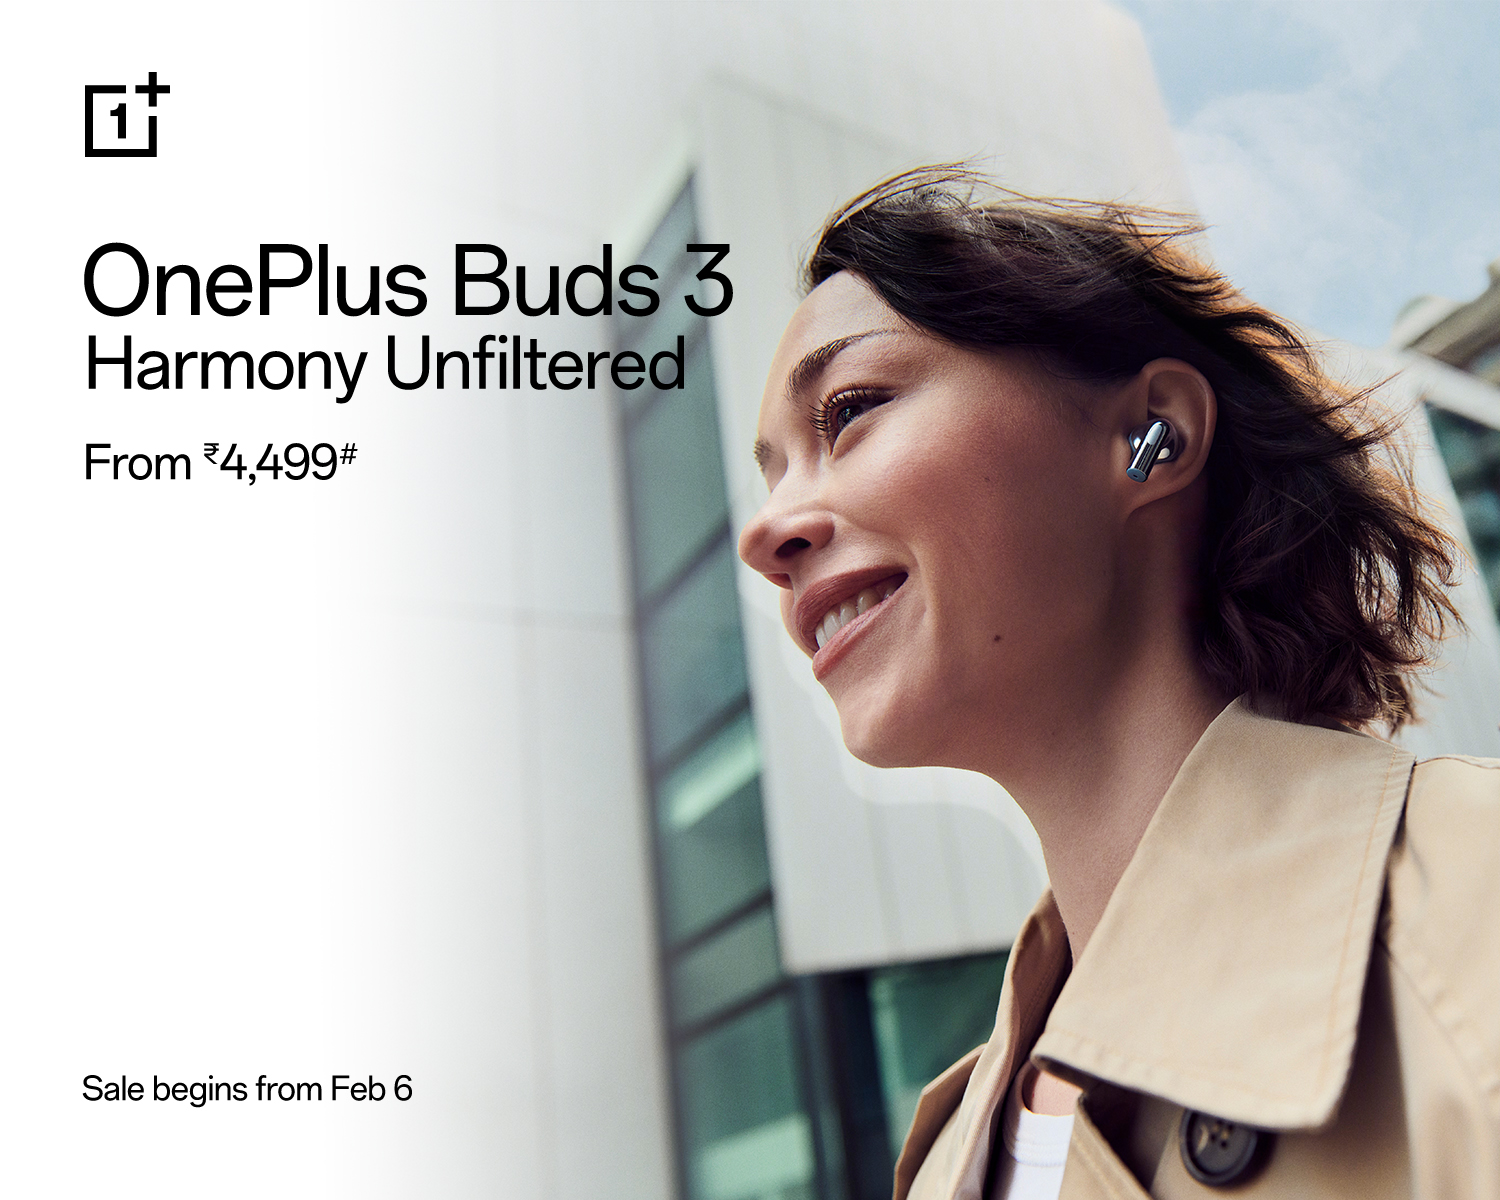 1+
OnePlus Buds 3
Harmony Unfiltered
From ₹4,499#
Sale begins from Feb 6